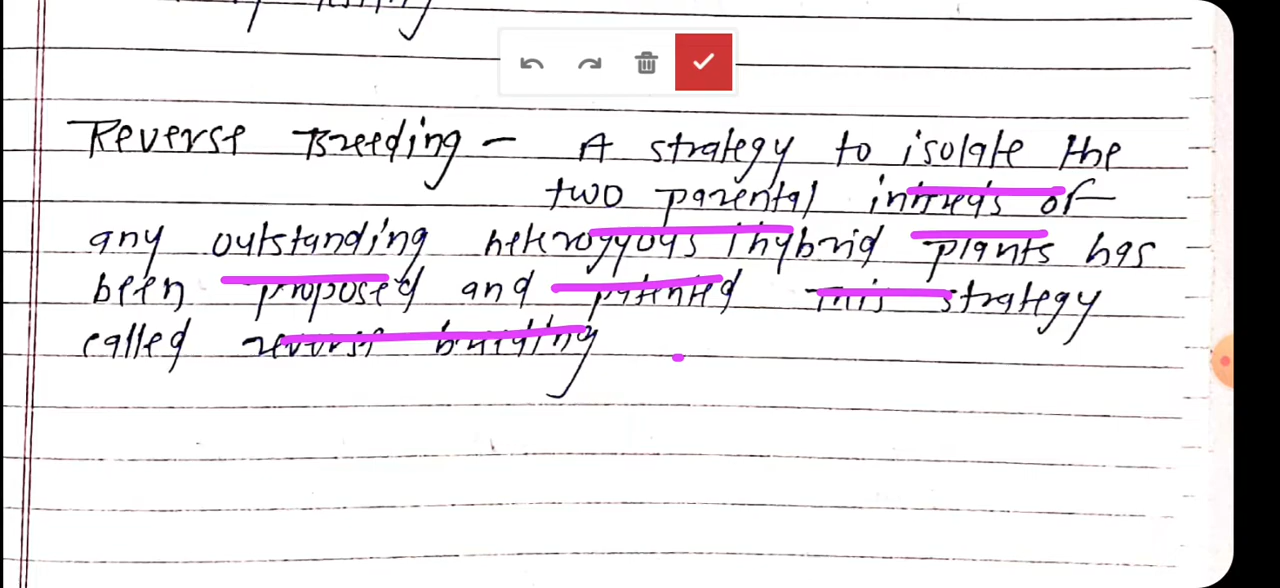 Reverse Breeding - A strategy to isolate the
two parental inbreds of
any outstanding heterozyous hybrid plants has
been proposed and patented This strategy
called reverse breeding